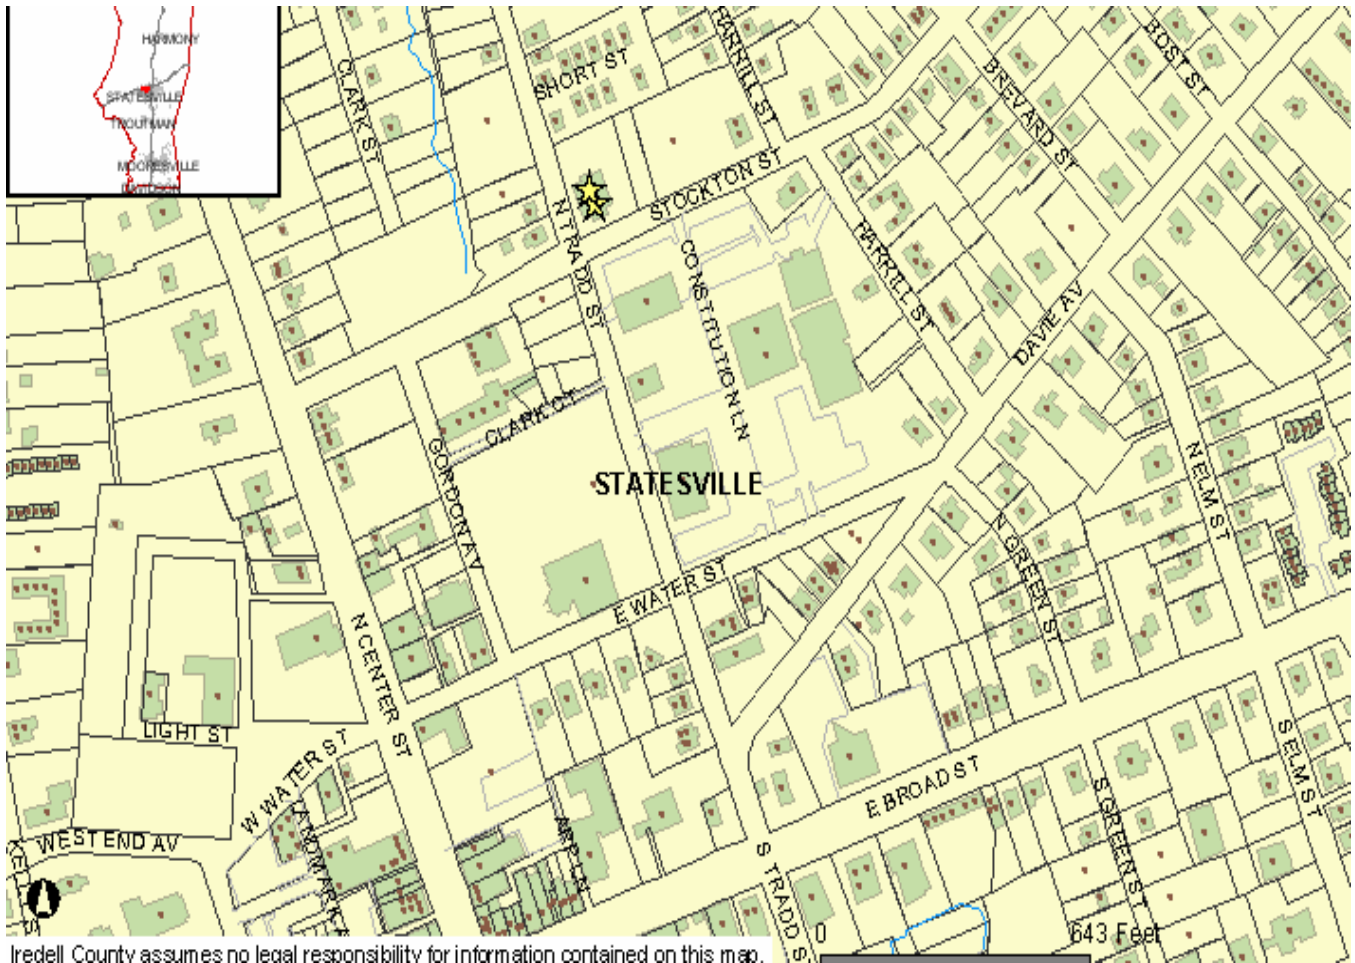 HARMONY
STATESVILLE
TROUTMAN
MOORESVILLE
DAVIDSON
CLARK ST
SHORT ST
HARRILL ST
BREVARD ST
BOST ST
STOCKTON ST
N TRADD ST
CONSTITUTION LN
HARRILL ST
DAVIE AV
CLARK CT
GORDON AV
STATESVILLE
N ELM ST
N GREEN ST
E WATER ST
N CENTER ST
LIGHT ST
W WATER ST
WEST END AV
LANDMARK
E BROAD ST
S ELM ST
S GREEN ST
S TRADD ST
0
643 Feet
Iredell County assumes no legal responsibility for information contained on this map.